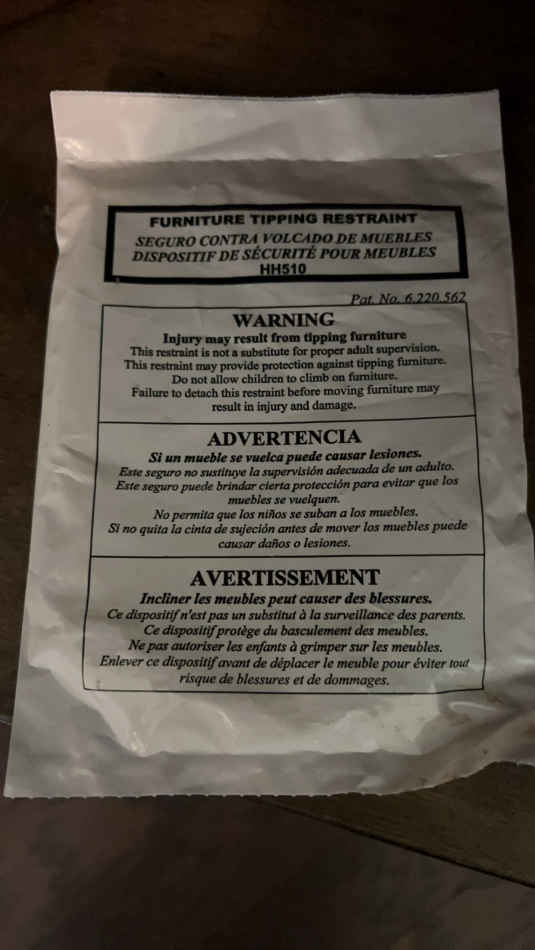 FURNITURE TIPPING RESTRAINT
SEGURO CONTRA VOLCADO DE MUEBLES
DISPOSITIF DE SÉCURITÉ POUR MEUBLES
HH510
Pat. No. 6,220,562
WARNING
Injury may result from tipping furniture
This restraint is not a substitute for proper adult supervision.
This restraint may provide protection against tipping furniture.
Do not allow children to climb on furniture.
Failure to detach this restraint before moving furniture may
result in injury and damage.
ADVERTENCIA
Si un mueble se vuelca puede causar lesiones.
Este seguro no sustituye la supervisión adecuada de un adulto.
Este seguro puede brindar cierta protección para evitar que los
muebles se vuelquen.
No permita que los niños se suban a los muebles.
Si no quita la cinta de sujeción antes de mover los muebles puede
causar daños o lesiones.
AVERTISSEMENT
Incliner les meubles peut causer des blessures.
Ce dispositif n'est pas un substitut à la surveillance des parents.
Ce dispositif protège du basculement des meubles.
Ne pas autoriser les enfants à grimper sur les meubles.
Enlever ce dispositif avant de déplacer le meuble pour éviter tout
risque de blessures et de dommages.